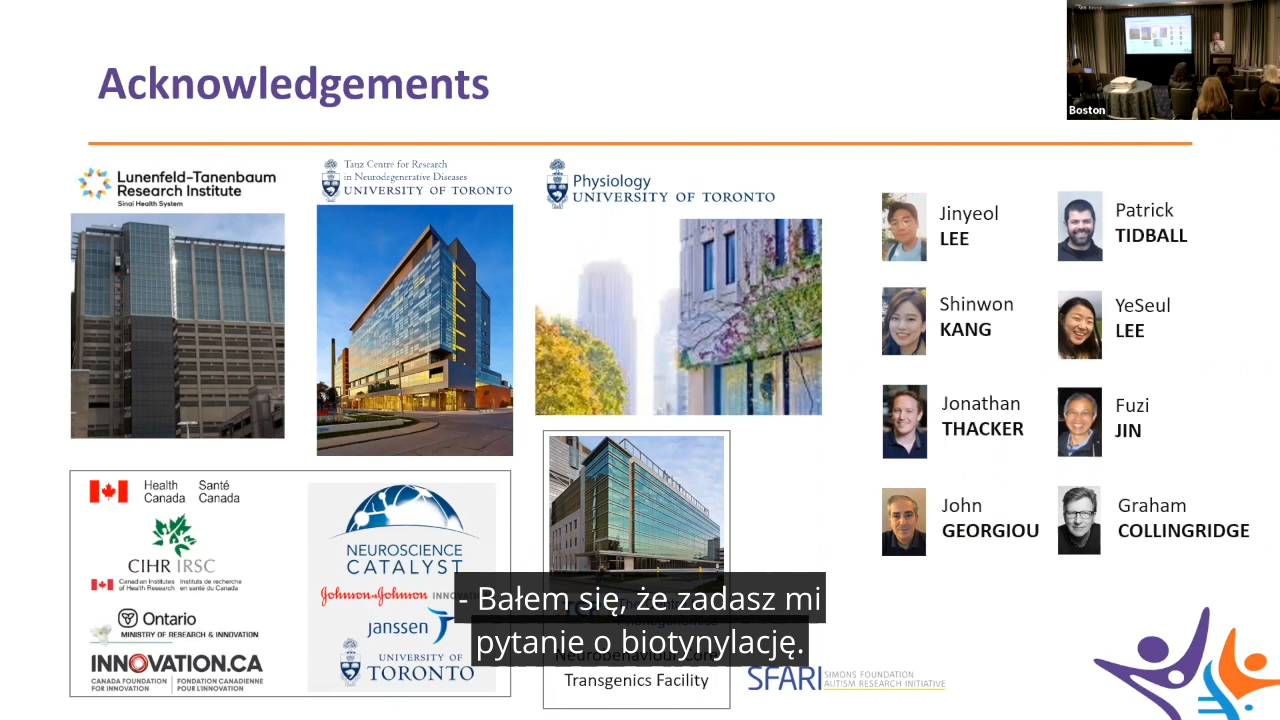 Acknowledgements
Boston
Lunenfeld-Tanenbaum
Research Institute
Sinai Health System
Tanz Centre for Research
in Neurodegenerative Diseases
UNIVERSITY OF TORONTO
Physiology
UNIVERSITY OF TORONTO
Jinyeol
LEE
Patrick
TIDBALL
Shinwon
KANG
YeSeul
LEE
Jonathan
THACKER
Fuzi
JIN
John
GEORGIOU
Graham
COLLINGRIDGE
Health Santé
Canada Canada
CIHR IRSC
Canadian Institutes Instituts de recherche
of Health Research en santé du Canada
Ontario
MINISTRY OF RESEARCH & INNOVATION
INNOVATION.CA
CANADA FOUNDATION FONDATION CANADIENNE
FOR INNOVATION POUR L'INNOVATION
NEUROSCIENCE
CATALYST
Johnson & Johnson INNOV
janssen
UNIVERSITY OF
TORONTO
- Bałem się, że zadasz mi
pytanie o biotynylację.
Transgenics Facility
SFARI SIMONS FOUNDATION
AUTISM RESEARCH INITIATIVE